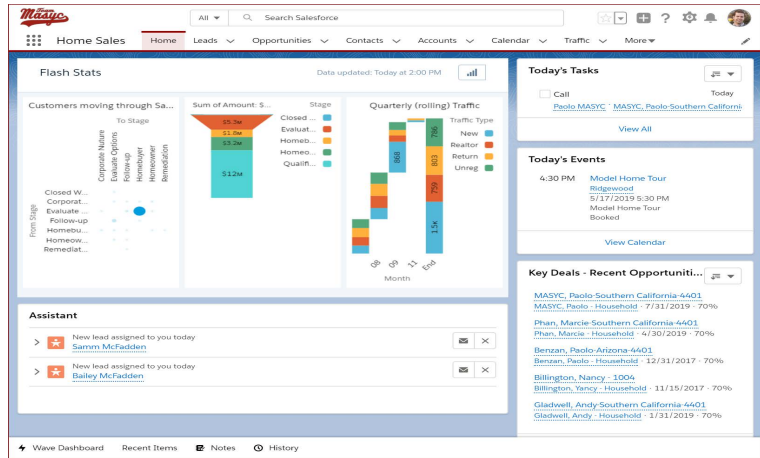 Team
Masyc
All
Search Salesforce
Home Sales
Home
Leads
Opportunities
Contacts
Accounts
Calendar
Traffic
More
Flash Stats
Data updated: Today at 2:00 PM
Customers moving through Sa...
To Stage
Corporate Nuture
Evaluate Options
Follow-up
Homebuyer
Homeowner
Remediation
From Stage
Closed W...
Corporat...
Evaluate ...
Follow-up
Homebu...
Homeow...
Remediat...
Sum of Amount: $...
Stage
Closed ...
Evaluat...
Homeb...
Homeo...
Qualifi...
$5.3M
$1.8M
$3.2M
$12M
Quarterly (rolling) Traffic
Traffic Type
New
Realtor
Return
Unreg
868
786
803
759
1.5k
08
09
11
End
Month
Assistant
New lead assigned to you today
Samm McFadden
New lead assigned to you today
Bailey McFadden
Today's Tasks
Call
Today
Paolo MASYC · MASYC, Paolo-Southern Californi
View All
Today's Events
4:30 PM
Model Home Tour
Ridgewood
5/17/2019 5:30 PM
Model Home Tour
Booked
View Calendar
Key Deals - Recent Opportuniti...
MASYC, Paolo-Southern California-4401
MASYC, Paolo - Household · 7/31/2019 · 70%
Phan, Marcie-Southern California-4401
Phan, Marcie - Household · 4/30/2019 · 70%
Benzan, Paolo-Arizona-4401
Benzan, Paolo - Household · 12/31/2017 · 70%
Billington, Nancy - 1004
Billington, Yancy - Household · 11/15/2017 · 70%
Gladwell, Andy-Southern California-4401
Gladwell, Andy - Household · 1/31/2019 · 70%
Wave Dashboard
Recent Items
Notes
History